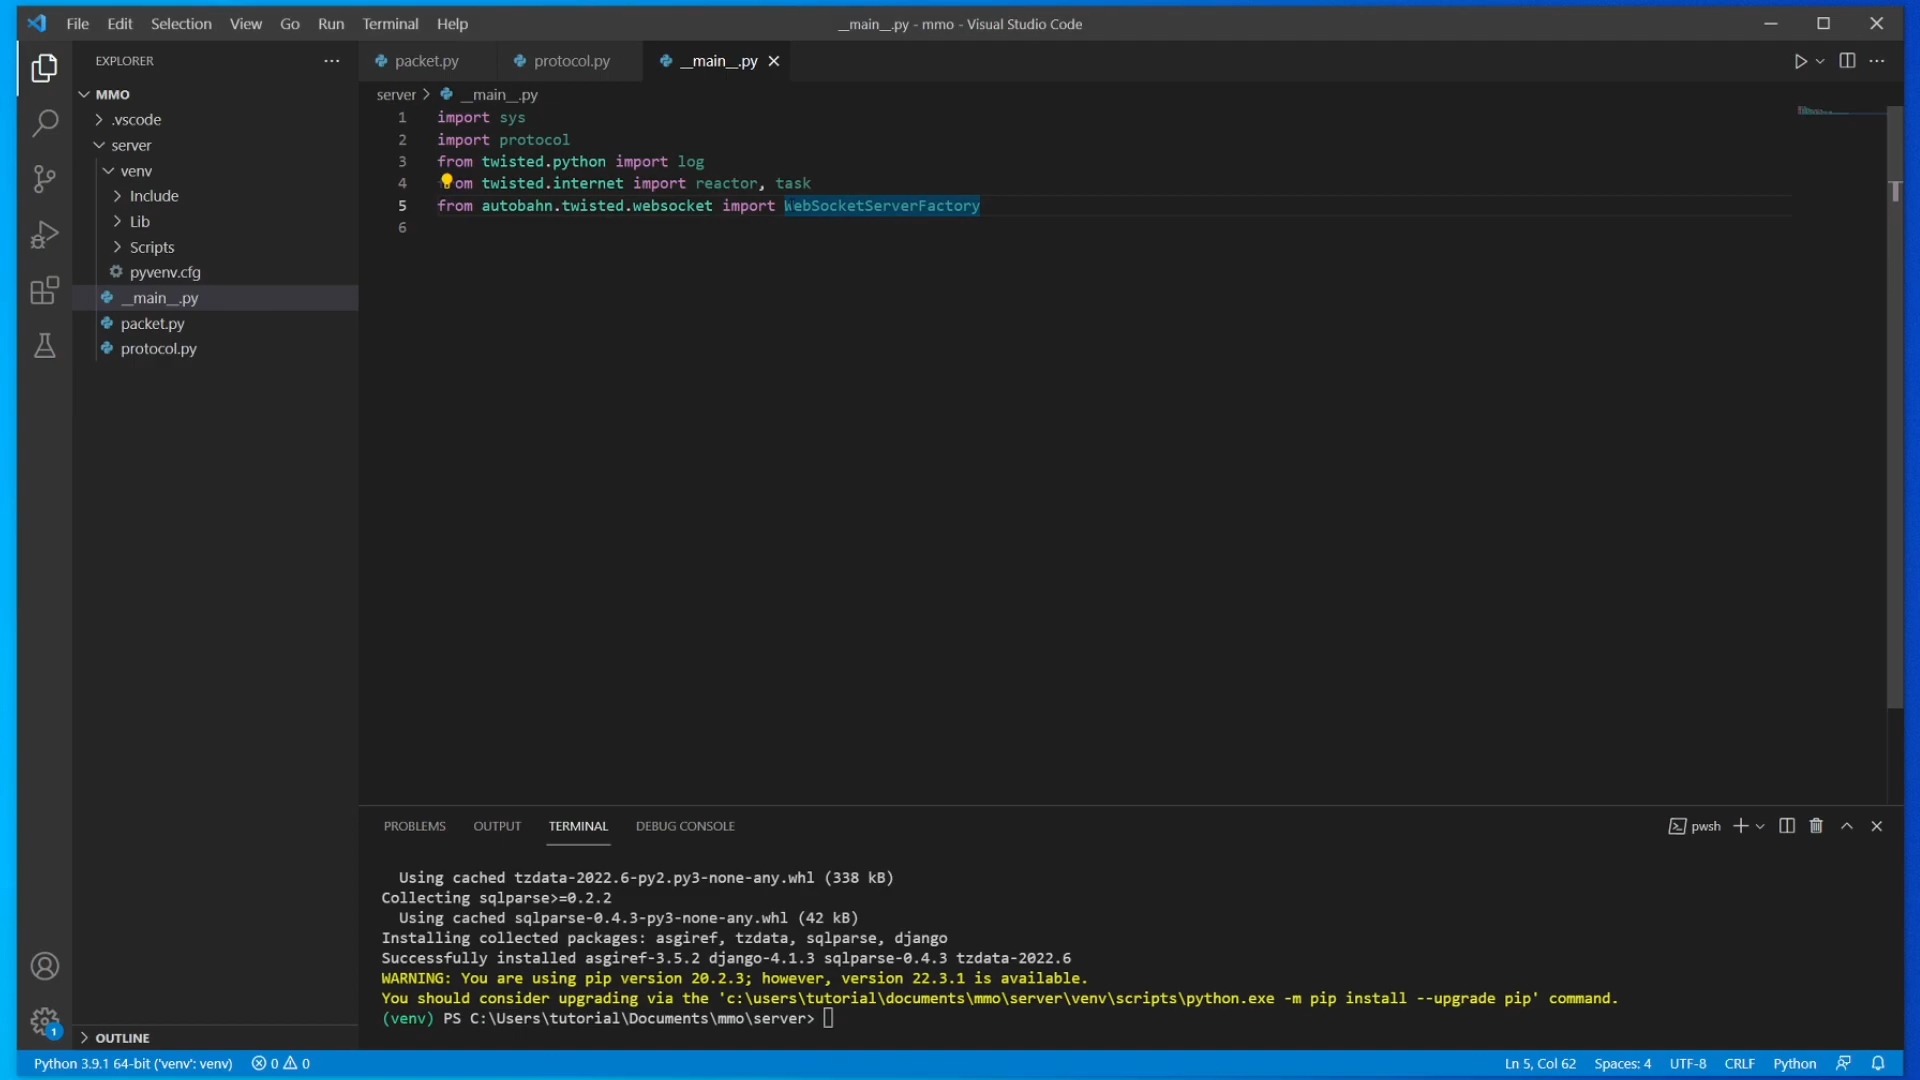 File Edit Selection View Go Run Terminal Help
__main__.py - mmo - Visual Studio Code
EXPLORER
MMO
.vscode
server
venv
Include
Lib
Scripts
pyvenv.cfg
__main__.py
packet.py
protocol.py
OUTLINE
packet.py protocol.py __main__.py
server > __main__.py
1 import sys
2 import protocol
3 from twisted.python import log
4 om twisted.internet import reactor, task
5 from autobahn.twisted.websocket import WebSocketServerFactory
6
PROBLEMS OUTPUT TERMINAL DEBUG CONSOLE
pwsh
Using cached tzdata-2022.6-py2.py3-none-any.whl (338 kB)
Collecting sqlparse>=0.2.2
Using cached sqlparse-0.4.3-py3-none-any.whl (42 kB)
Installing collected packages: asgiref, tzdata, sqlparse, django
Successfully installed asgiref-3.5.2 django-4.1.3 sqlparse-0.4.3 tzdata-2022.6
WARNING: You are using pip version 20.2.3; however, version 22.3.1 is available.
You should consider upgrading via the 'c:\users\tutorial\documents\mmo\server\venv\scripts\python.exe -m pip install --upgrade pip' command.
(venv) PS C:\Users\tutorial\Documents\mmo\server>
1
Python 3.9.1 64-bit ('venv': venv) 0 0
Ln 5, Col 62 Spaces: 4 UTF-8 CRLF Python